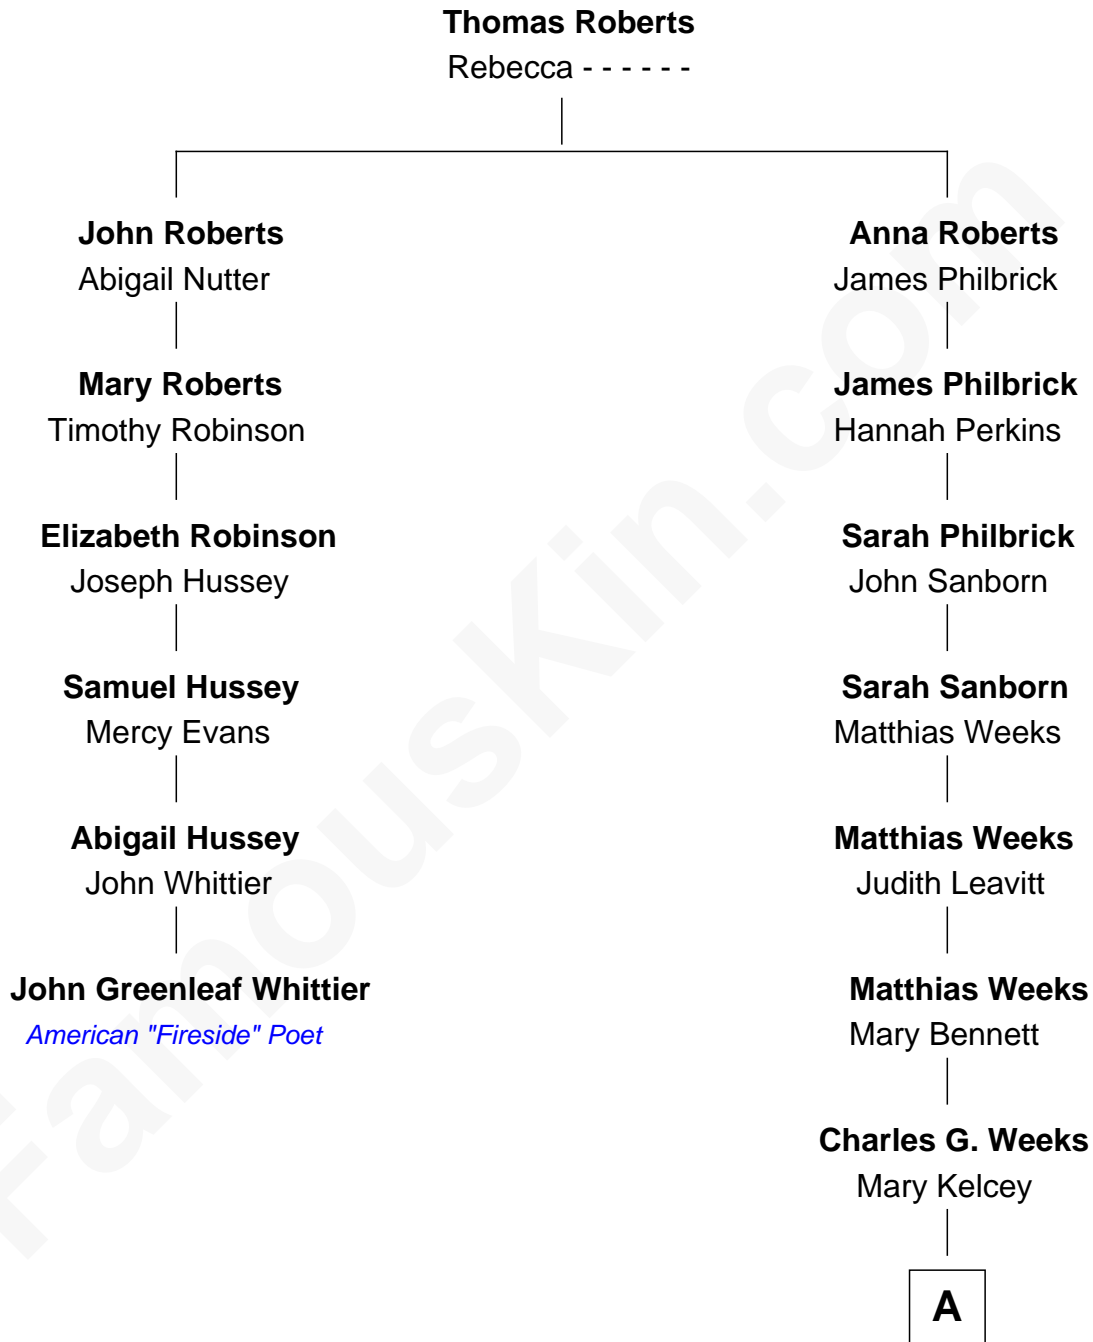 Thomas Roberts
Rebecca - - - - - -
John Roberts
Abigail Nutter
Mary Roberts
Timothy Robinson
Elizabeth Robinson
Joseph Hussey
Samuel Hussey
Mercy Evans
Abigail Hussey
John Whittier
John Greenleaf Whittier
American "Fireside" Poet
Anna Roberts
James Philbrick
James Philbrick
Hannah Perkins
Sarah Philbrick
John Sanborn
Sarah Sanborn
Matthias Weeks
Matthias Weeks
Judith Leavitt
Matthias Weeks
Mary Bennett
Charles G. Weeks
Mary Kelcey
A
FamousKin.com